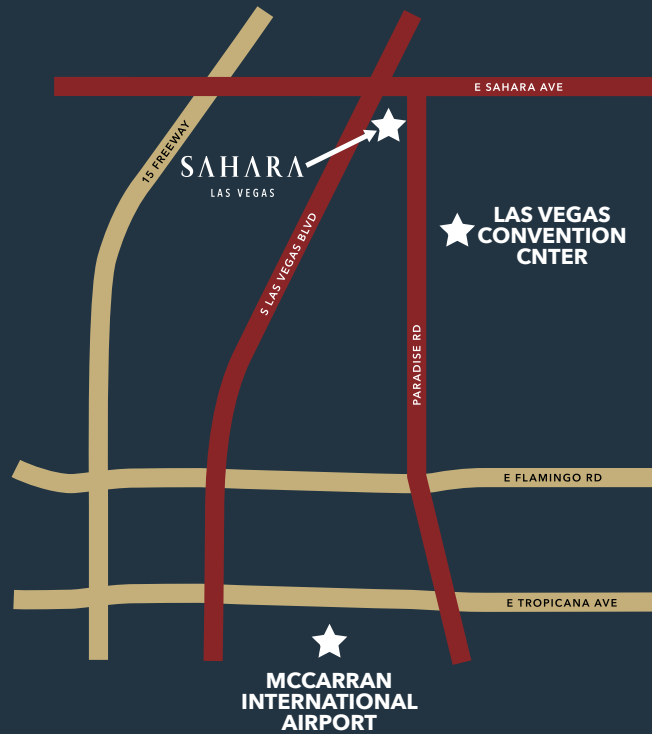 E SAHARA AVE
15 FREEWAY
SAHARA
LAS VEGAS
S LAS VEGAS BLVD
LAS VEGAS
CONVENTION
CNTER
PARADISE RD
E FLAMINGO RD
E TROPICANA AVE
MCCARRAN
INTERNATIONAL
AIRPORT